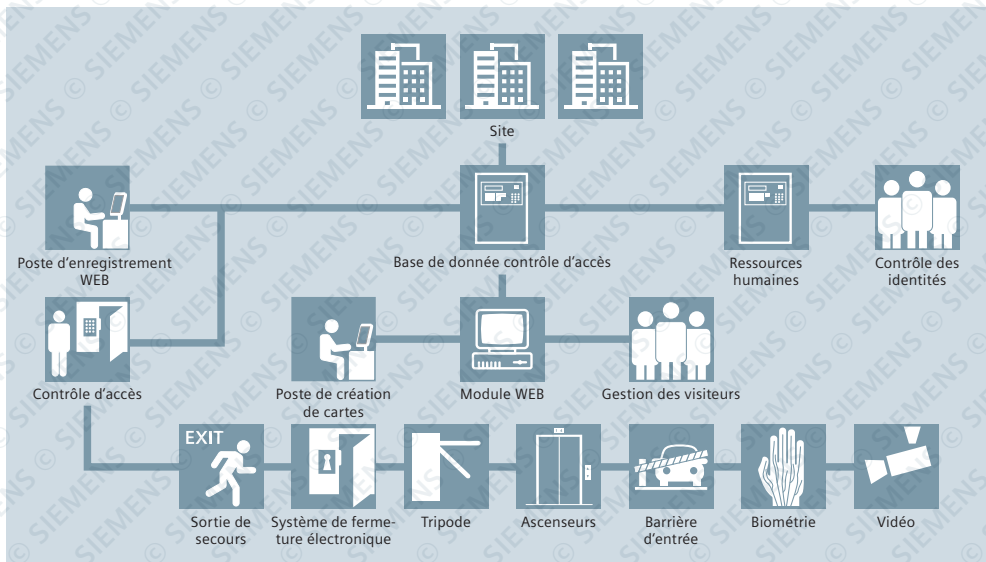 Site
Poste d'enregistrement
WEB
Base de donnée contrôle d'accès
Ressources
humaines
Contrôle des
identités
Contrôle d'accès
Poste de création
de cartes
Module WEB
Gestion des visiteurs
EXIT
Sortie de
secours
Système de ferme-
ture électronique
Tripode
Ascenseurs
Barrière
d'entrée
Biométrie
Vidéo
© SIEMENS